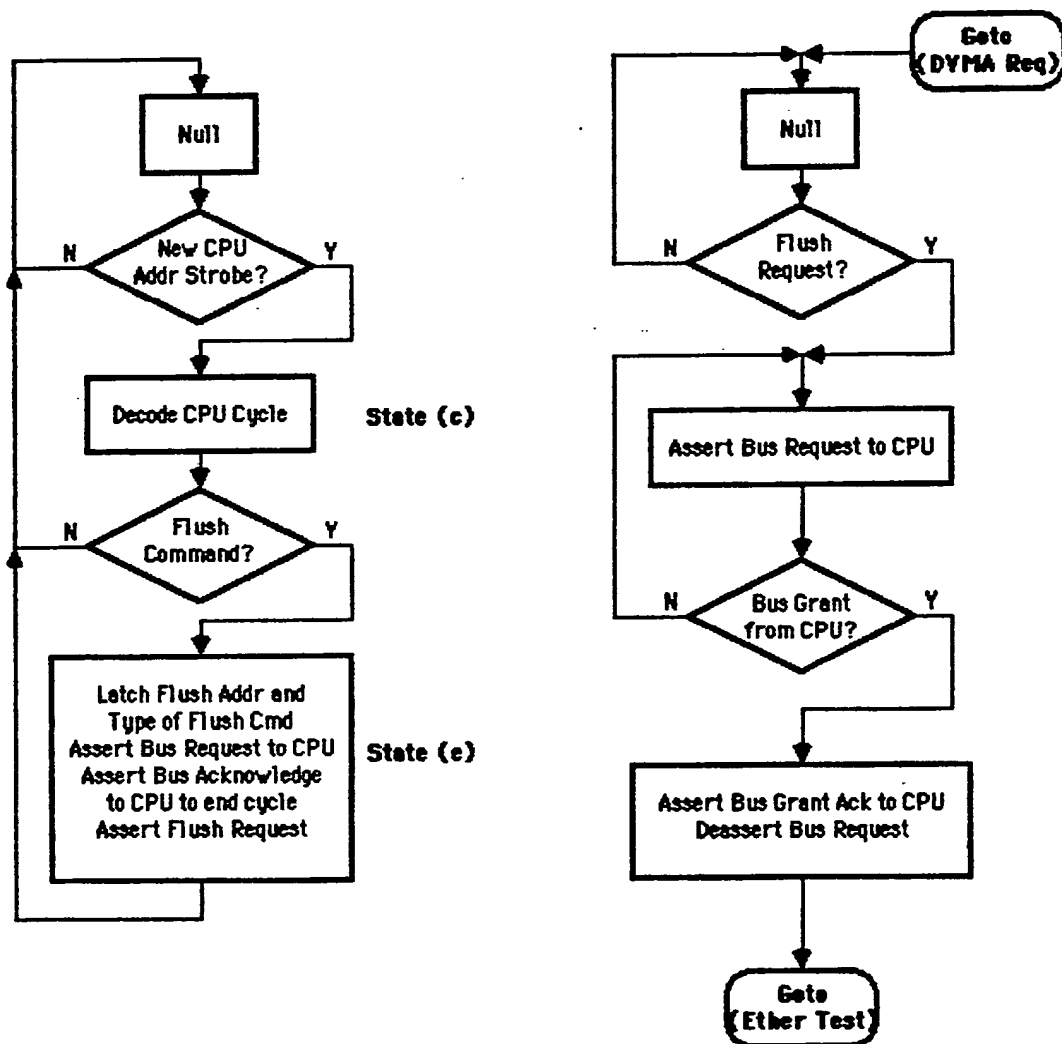 Null
N
New CPU
Addr Strobe?
Y
Decode CPU Cycle
State (c)
N
Flush
Command?
Y
Latch Flush Addr and
Type of Flush Cmd
Assert Bus Request to CPU
Assert Bus Acknowledge
to CPU to end cycle
Assert Flush Request
State (e)
Goto
(DVMA Req)
Null
N
Flush
Request?
Y
Assert Bus Request to CPU
N
Bus Grant
from CPU?
Y
Assert Bus Grant Ack to CPU
Deassert Bus Request
Goto
(Ether Test)